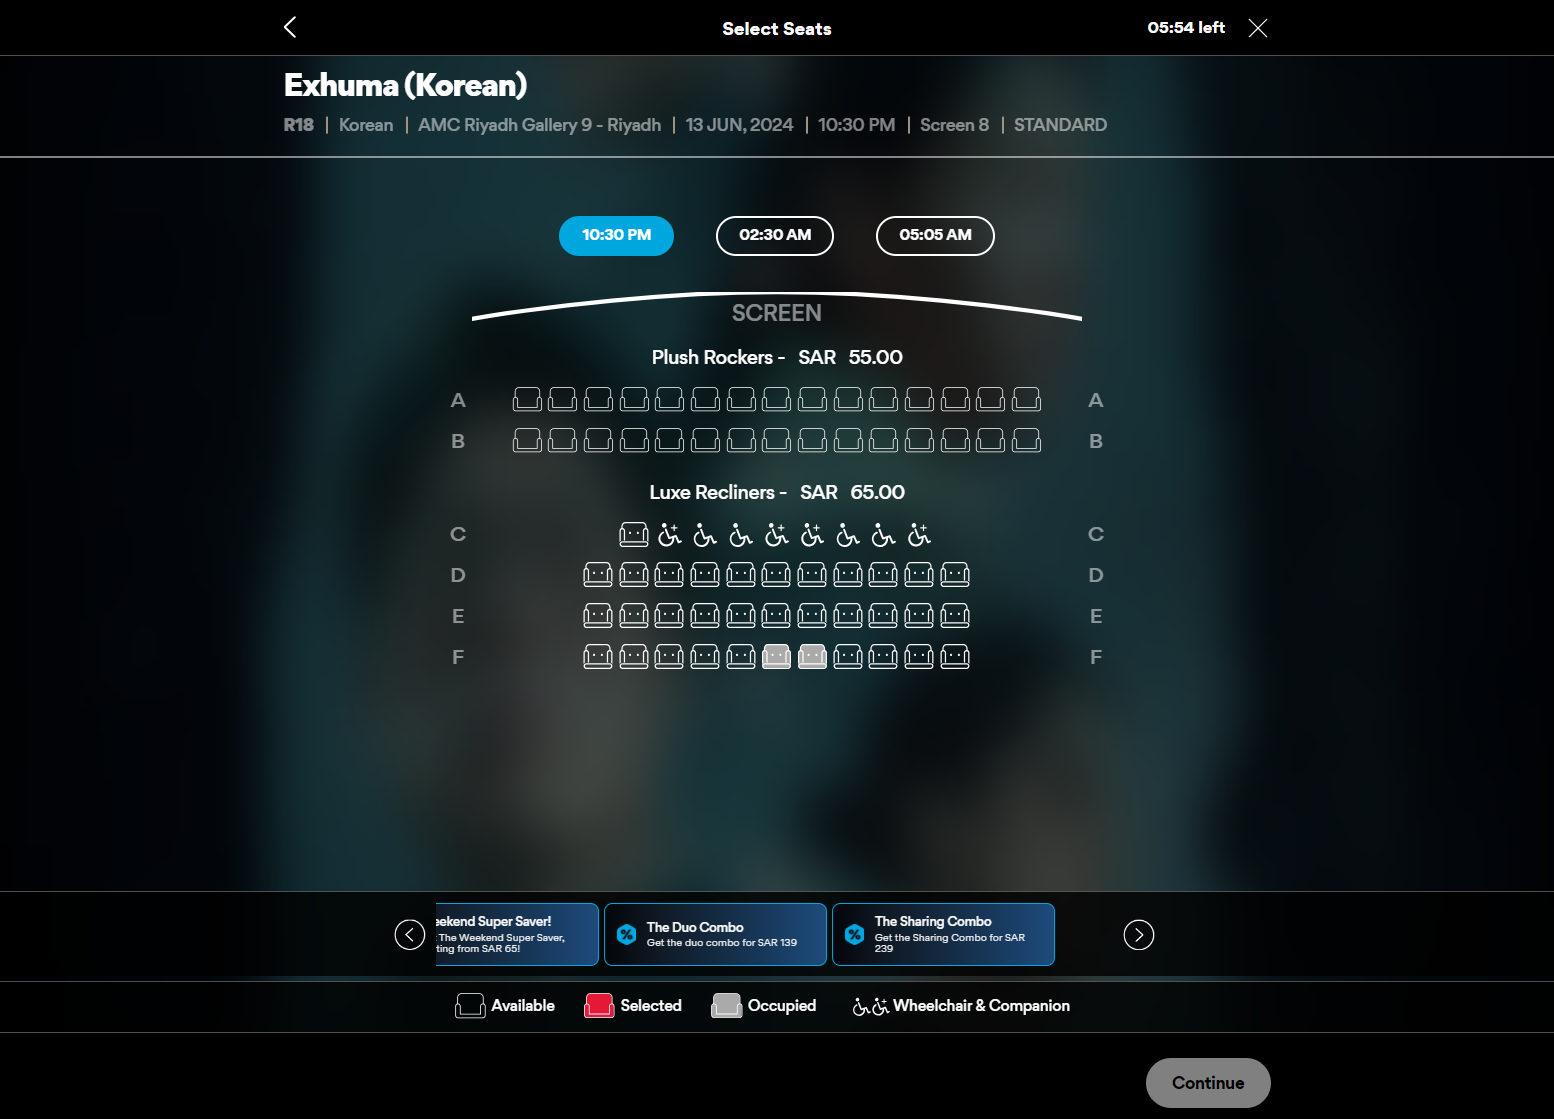 Select Seats
05:54 left
Exhuma (Korean)
R18 | Korean | AMC Riyadh Gallery 9 - Riyadh | 13 JUN, 2024 | 10:30 PM | Screen 8 | STANDARD
10:30 PM
02:30 AM
05:05 AM
SCREEN
Plush Rockers - SAR 55.00
A A
B B
Luxe Recliners - SAR 65.00
C C
D D
E E
F F
Super Saver!
The Weekend Super Saver,
from SAR 65!
The Duo Combo
Get the duo combo for SAR 139
The Sharing Combo
Get the Sharing Combo for SAR
239
Available
Selected
Occupied
Wheelchair & Companion
Continue